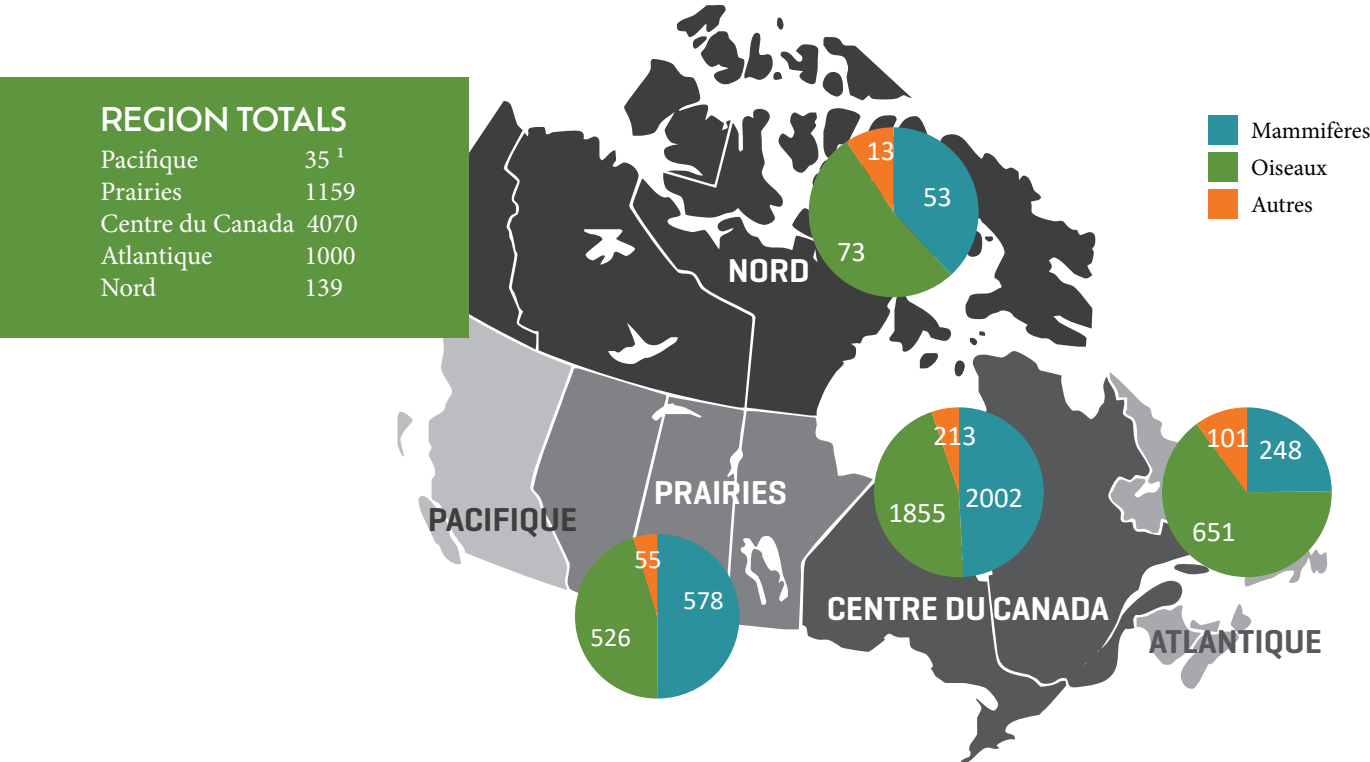 REGION TOTALS
Pacifique 35 ¹
Prairies 1159
Centre du Canada 4070
Atlantique 1000
Nord 139
Mammifères
Oiseaux
Autres
13
53
73
NORD
213
2002
1855
101
248
651
PRAIRIES
PACIFIQUE
55
578
526
CENTRE DU CANADA
ATLANTIQUE